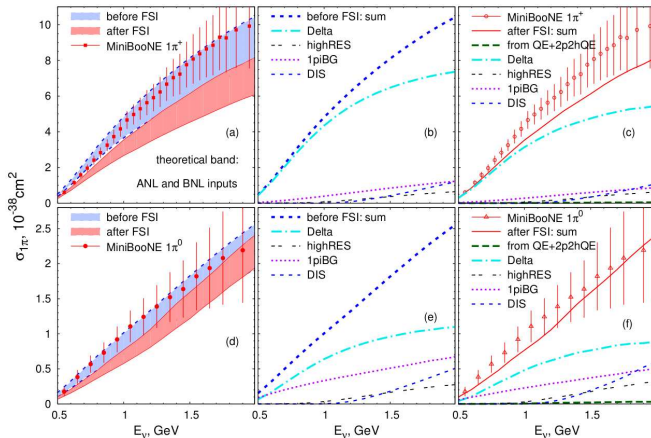 before FSI
after FSI
MiniBooNE 1π+
(a)
theoretical band:
ANL and BNL inputs
before FSI: sum
Delta
highRES
1piBG
DIS
(b)
MiniBooNE 1π+
after FSI: sum
from QE+2p2hQE
Delta
highRES
1piBG
DIS
(c)
10
8
6
4
2
0
σ1π, 10-38cm2
before FSI
after FSI
MiniBooNE 1π0
(d)
before FSI: sum
Delta
highRES
1piBG
DIS
(e)
MiniBooNE 1π0
after FSI: sum
from QE+2p2hQE
Delta
highRES
1piBG
DIS
(f)
2.5
2
1.5
1
0.5
0
0.5 1 1.5 0.5 1 1.5 0.5 1 1.5 2
Eν, GeV Eν, GeV Eν, GeV